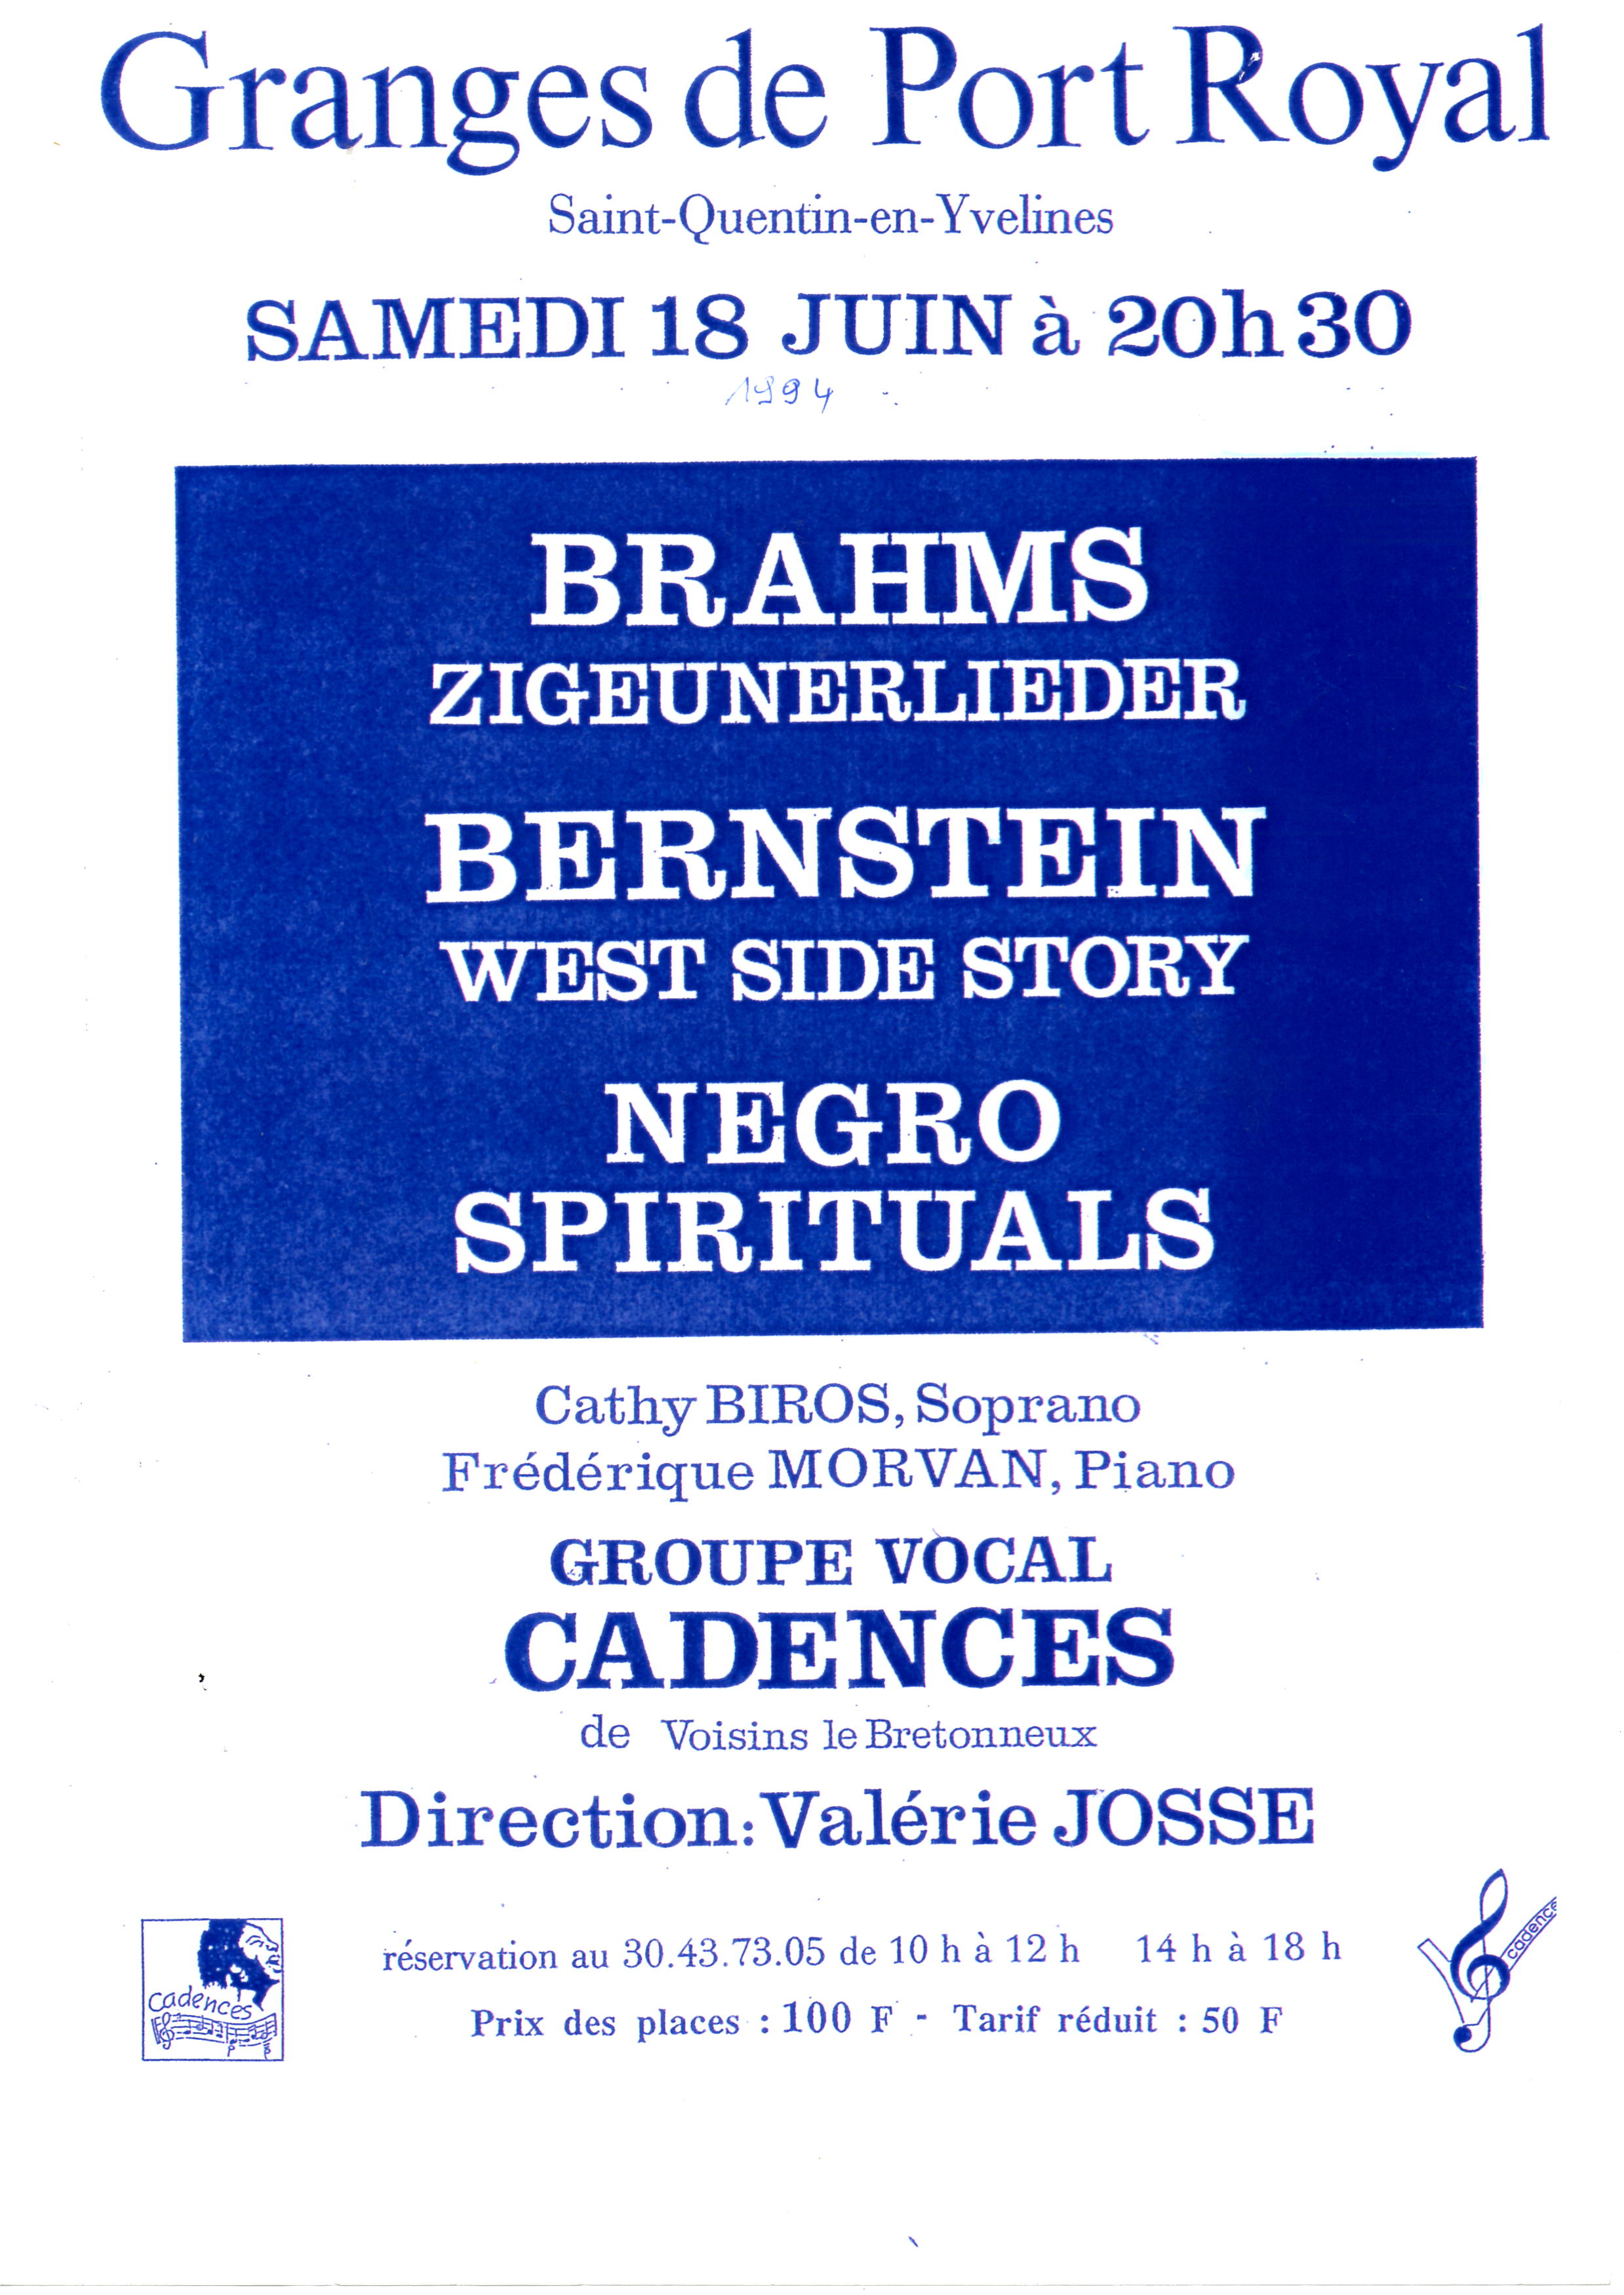 Granges de Port Royal
Saint-Quentin-en-Yvelines
SAMEDI 18 JUIN à 20h30
1994
BRAHMS
ZIGEUNERLIEDER
BERNSTEIN
WEST SIDE STORY
NEGRO
SPIRITUALS
Cathy BIROS, Soprano
Frédérique MORVAN, Piano
GROUPE VOCAL
CADENCES
de Voisins le Bretonneux
Direction: Valérie JOSSE
réservation au 30.43.73.05 de 10 h à 12 h 14 h à 18 h
Prix des places : 100 F - Tarif réduit : 50 F
cadences
cadence